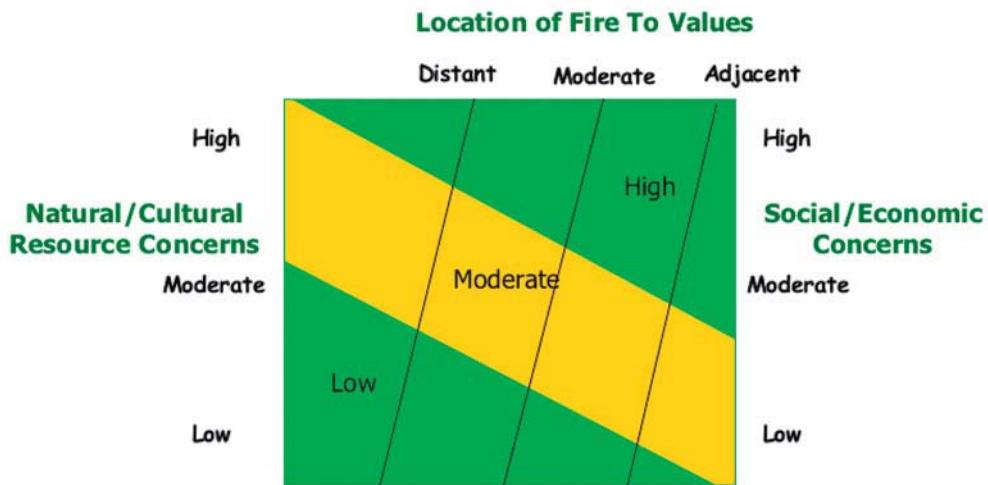 Location of Fire To Values
Distant Moderate Adjacent
High High
High
Natural/Cultural
Resource Concerns
Social/Economic
Concerns
Moderate
Moderate Moderate
Low
Low Low